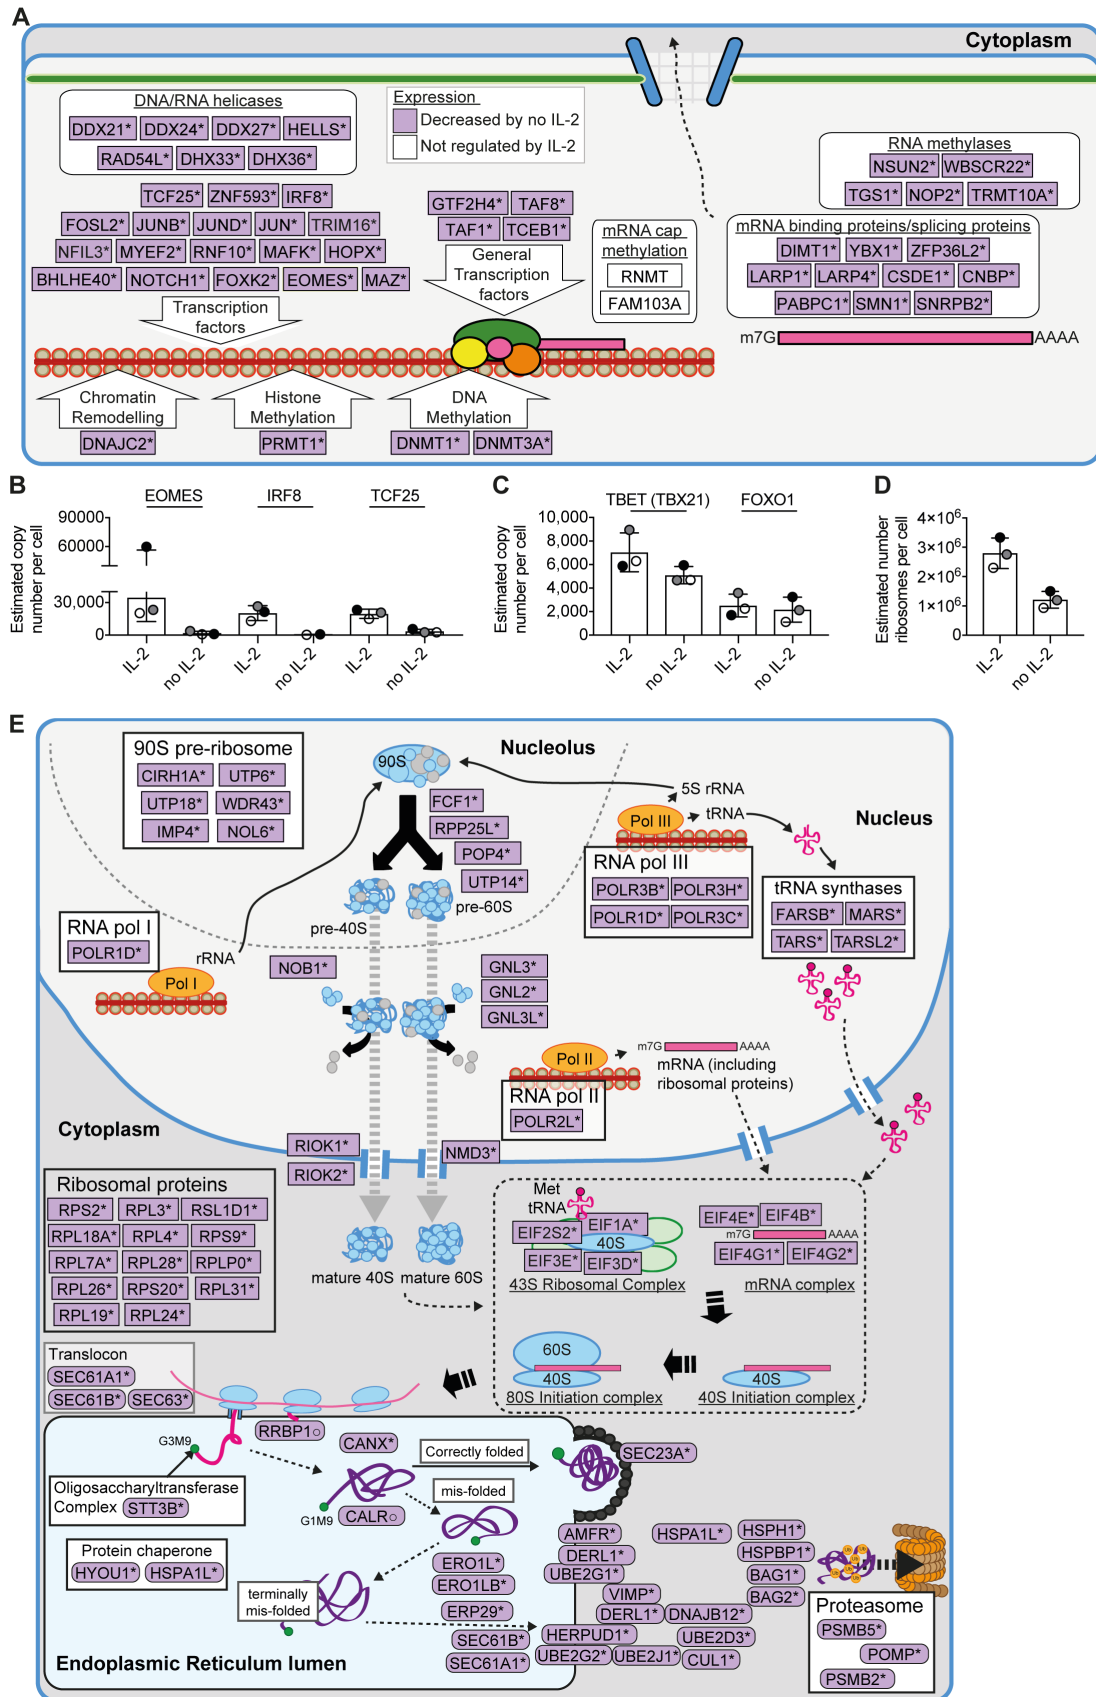 A
Cytoplasm
DNA/RNA helicases
DDX21* DDX24* DDX27* HELLS*
RAD54L* DHX33* DHX36*
Expression
Decreased by no IL-2
Not regulated by IL-2
RNA methylases
NSUN2* WBSCR22*
TGS1* NOP2* TRMT10A*
TCF25* ZNF593* IRF8*
FOSL2* JUNB* JUND* JUN* TRIM16*
NFIL3* MYEF2* RNF10* MAFK* HOPX*
BHLHE40* NOTCH1* FOXK2* EOMES* MAZ*
Transcription
factors
GTF2H4* TAF8*
TAF1* TCEB1*
General
Transcription
factors
mRNA cap
methylation
RNMT
FAM103A
mRNA binding proteins/splicing proteins
DIMT1* YBX1* ZFP36L2*
LARP1* LARP4* CSDE1* CNBP*
PABPC1* SMN1* SNRPB2*
m7G AAAA
Chromatin
Remodelling
DNAJC2*
Histone
Methylation
PRMT1*
DNA
Methylation
DNMT1* DNMT3A*
B
EOMES IRF8 TCF25
Estimated copy
number per cell
90000
60000
30,000
0
IL-2 no IL-2 IL-2 no IL-2 IL-2 no IL-2
C
TBET (TBX21) FOXO1
Estimated copy
number per cell
10,000
8,000
6,000
4,000
2,000
0
IL-2 no IL-2 IL-2 no IL-2
D
Estimated number
ribosomes per cell
4×10⁶
3×10⁶
2×10⁶
1×10⁶
0
IL-2 no IL-2
E
90S pre-ribosome
CIRH1A* UTP6*
UTP18* WDR43*
IMP4* NOL6*
90S
Nucleolus
FCF1*
RPP25L*
POP4*
UTP14*
pre-40S
pre-60S
5S rRNA
Pol III
tRNA
Nucleus
RNA pol III
POLR3B* POLR3H*
POLR1D* POLR3C*
tRNA synthases
FARSB* MARS*
TARS* TARSL2*
RNA pol I
POLR1D*
rRNA
Pol I
NOB1*
GNL3*
GNL2*
GNL3L*
Pol II
m7G AAAA
mRNA (including
ribosomal proteins)
RNA pol II
POLR2L*
Cytoplasm
RIOK1*
RIOK2*
NMD3*
Ribosomal proteins
RPS2* RPL3* RSL1D1*
RPL18A* RPL4* RPS9*
RPL7A* RPL28* RPLP0*
RPL26* RPS20* RPL31*
RPL19* RPL24*
mature 40S mature 60S
Met
tRNA
EIF2S2* EIF1A*
40S
EIF3E* EIF3D*
43S Ribosomal Complex
EIF4E* EIF4B*
m7G AAAA
EIF4G1* EIF4G2*
mRNA complex
60S
40S
80S Initiation complex
40S
40S Initiation complex
Translocon
SEC61A1*
SEC61B* SEC63*
RRBP1○
G3M9
CANX*
Correctly folded
SEC23A*
Oligosaccharyltransferase
Complex STT3B*
G1M9
CALR○
mis-folded
Protein chaperone
HYOU1* HSPA1L*
ERO1L*
ERO1LB*
ERP29*
SEC61B*
SEC61A1*
terminally
mis-folded
Endoplasmic Reticulum lumen
AMFR*
DERL1*
UBE2G1*
VIMP*
DERL1* DNAJB12*
HERPUD1* UBE2D3*
UBE2G2* UBE2J1* CUL1*
HSPA1L*
HSPH1*
HSPBP1*
BAG1*
BAG2*
Ub Ub Ub Ub Ub
Proteasome
PSMB5*
POMP*
PSMB2*